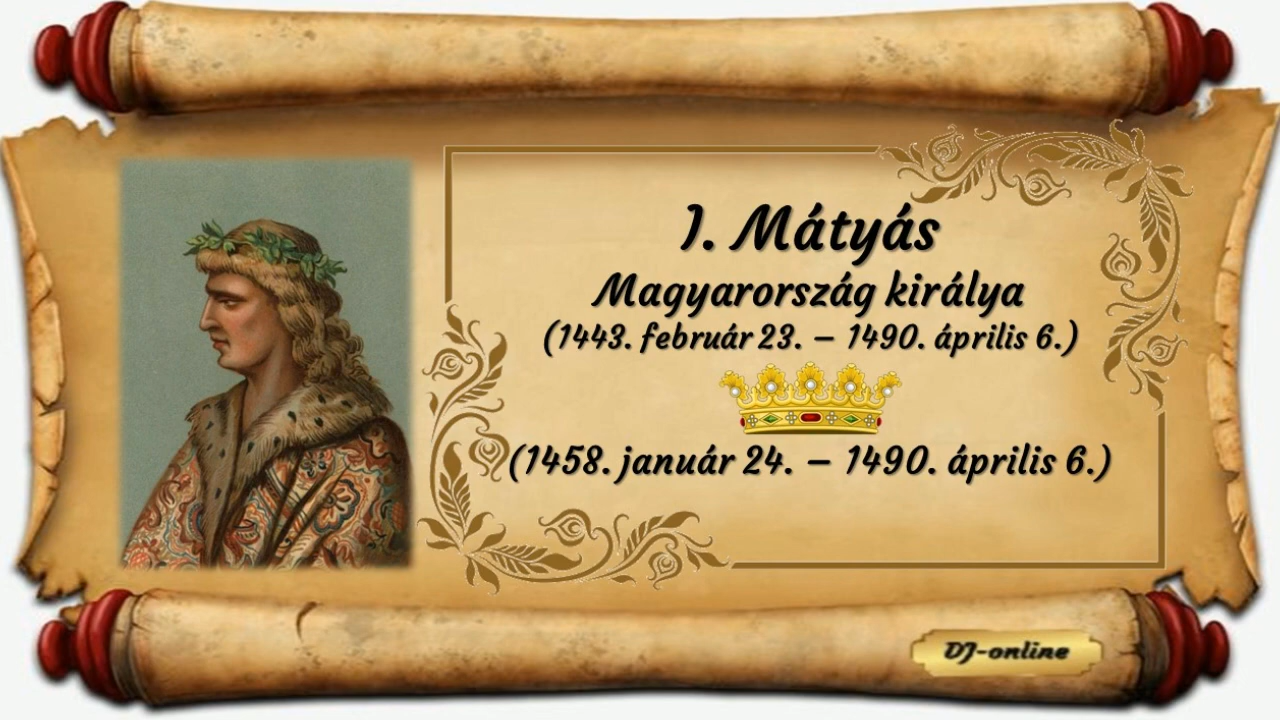 I. Mátyás
Magyarország királya
(1443. február 23. – 1490. április 6.)
(1458. január 24. – 1490. április 6.)
DJ-online